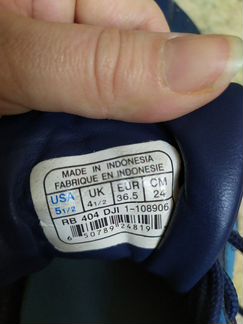 MADE IN INDONESIA
FABRIQUE EN INDONESIE
USA UK EUR CM
5 1/2 4 1/2 36.5 24
RB 404 DJI 1-108906
6 50789 24819